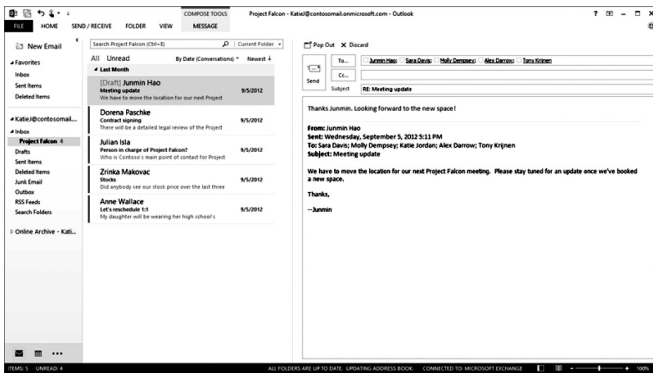 COMPOSE TOOLS
Project Falcon - KatieJ@contosomail.onmicrosoft.com - Outlook
FILE HOME SEND / RECEIVE FOLDER VIEW MESSAGE
New Email
Favorites
Inbox
Sent Items
Deleted Items
KatieJ@contosomail....
Inbox
Project Falcon 4
Drafts
Sent Items
Deleted Items
Junk Email
Outbox
RSS Feeds
Search Folders
Online Archive - Kati...
Search Project Falcon (Ctrl+E) Current Folder
All Unread By Date (Conversations) Newest ↓
Last Month
[Draft] Junmin Hao
Meeting update 9/5/2012
We have to move the location for our next Project
Dorena Paschke
Contract signing 9/5/2012
There will be a detailed legal review of the Project
Julian Isla
Person in charge of Project Falcon? 9/5/2012
Who is Contoso's main point of contact for Project
Zrinka Makovac
Stocks 9/5/2012
Did anybody see our stock price over the last three
Anne Wallace
Let's reschedule 1:1 9/5/2012
My daughter will be wearing her high school's
Pop Out Discard
Send
To... Junmin Hao; Sara Davis; Molly Dempsey; Katie Jordan; Alex Darrow; Tony Krijnen
Cc...
Subject RE: Meeting update
Thanks Junmin. Looking forward to the new space!
From: Junmin Hao
Sent: Wednesday, September 5, 2012 5:11 PM
To: Sara Davis; Molly Dempsey; Katie Jordan; Alex Darrow; Tony Krijnen
Subject: Meeting update
We have to move the location for our next Project Falcon meeting. Please stay tuned for an update once we've booked
a new space.
Thanks,
--Junmin
ITEMS: 5 UNREAD: 4 ALL FOLDERS ARE UP TO DATE. UPDATING ADDRESS BOOK. CONNECTED TO: MICROSOFT EXCHANGE 100%